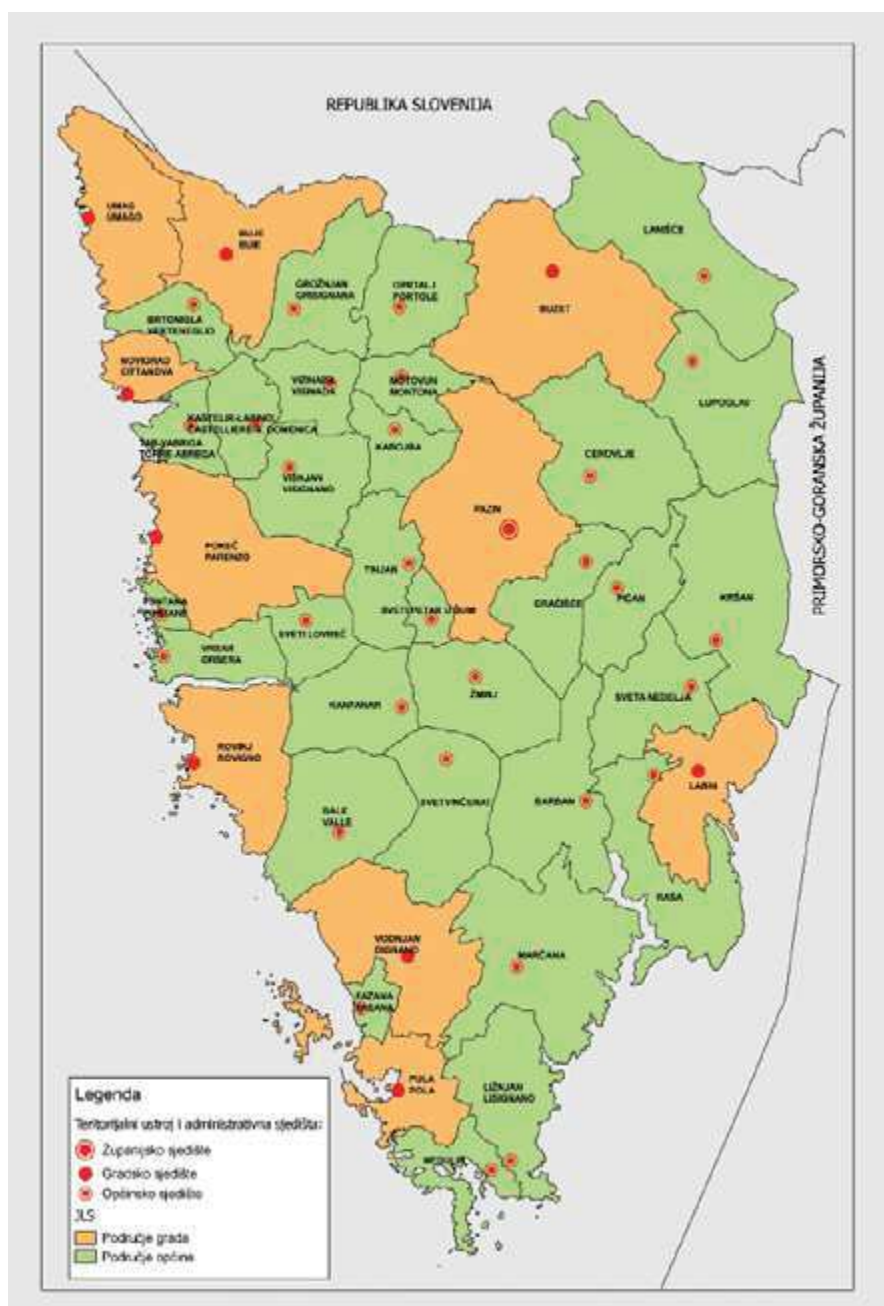 REPUBLIKA SLOVENIJA
UMAG
UMAGO
BUJE
BUIE
LANIŠĆE
GROŽNJAN
GRISIGNANA
OPRTALJ
PORTOLE
BUZET
BRTONIGLA
VERTENEGLIO
NOVIGRAD
CITTANOVA
VIŽINADA
VISINADA
MOTOVUN
MONTONA
LUPOGLAV
KAŠTELIR-LABINCI
CASTELLIERE-S. DOMENICA
TAR-VABRIGA
TORRE-ABREGA
KAROJBA
CEROVLJE
VIŠNJAN
VISIGNANO
PRIMORSKO-GORANSKA ŽUPANIJA
PAZIN
POREČ
PARENZO
TINJAN
GRAČIŠĆE
PIĆAN
KRŠAN
FUNTANA
FONTANE
SVETI LOVREČ
VRSAR
ORSERA
KANFANAR
ŽMINJ
SVETA NEDELJA
ROVINJ
ROVIGNO
LABIN
BALE
VALLE
SVETVINČENAT
BARBAN
RAŠA
VODNJAN
DIGNANO
MARČANA
FAŽANA
FASANA
PULA
POLA
LIŽNJAN
LISIGNANO
MEDULIN
Legenda
Teritorijalni ustroj i administrativna sjedišta:
Županijsko sjedište
Gradsko sjedište
Općinsko sjedište
JLS
Područje grada
Područje općine